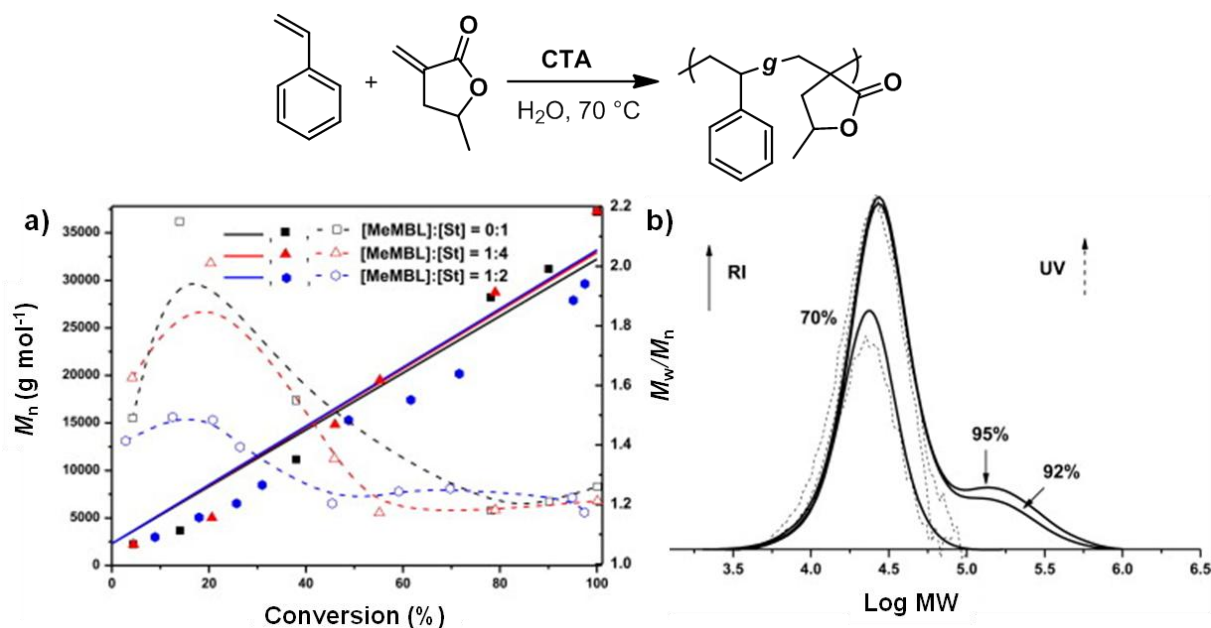 O
O
+
CTA
H₂O, 70 °C
g
O
O
a)
[MeMBL]:[St] = 0:1
[MeMBL]:[St] = 1:4
[MeMBL]:[St] = 1:2
35000
30000
25000
20000
15000
10000
5000
0
Mn (g mol⁻¹)
2.2
2.0
1.8
1.6
1.4
1.2
1.0
Mw/Mn
0 20 40 60 80 100
Conversion (%)
b)
RI
UV
70%
95%
92%
3.5 4.0 4.5 5.0 5.5 6.0 6.5
Log MW